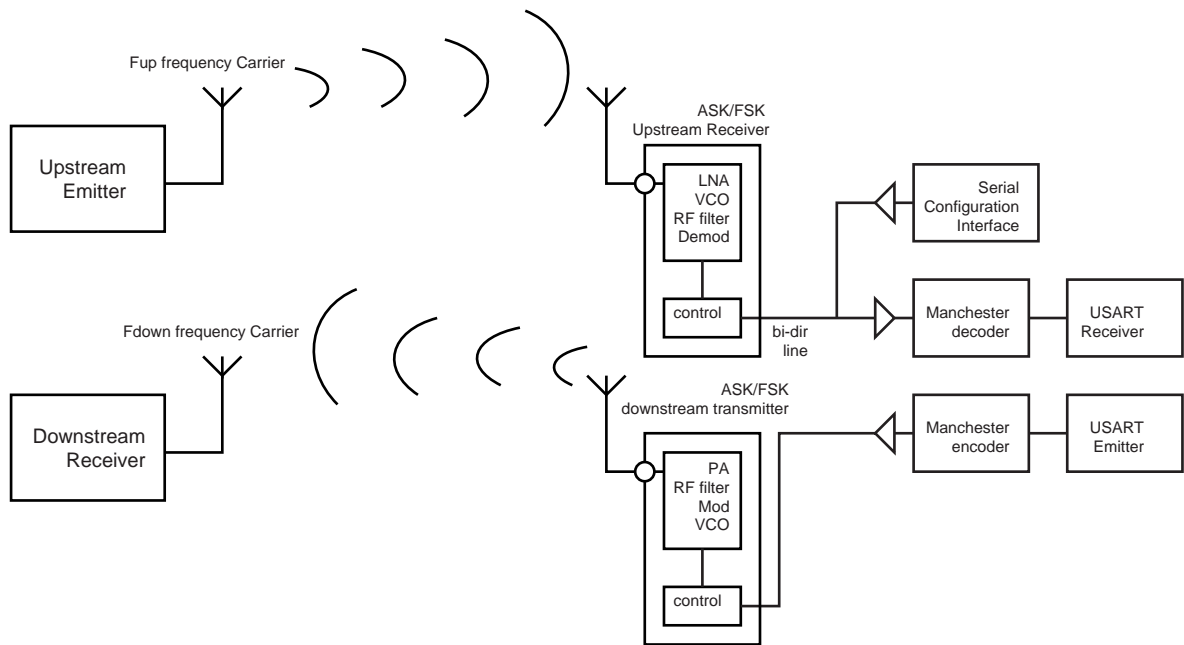 Fup frequency Carrier
ASK/FSK
Upstream Receiver
Upstream
Emitter
LNA
VCO
RF filter
Demod
Serial
Configuration
Interface
control
bi-dir
line
Manchester
decoder
USART
Receiver
Fdown frequency Carrier
ASK/FSK
downstream transmitter
Downstream
Receiver
PA
RF filter
Mod
VCO
Manchester
encoder
USART
Emitter
control